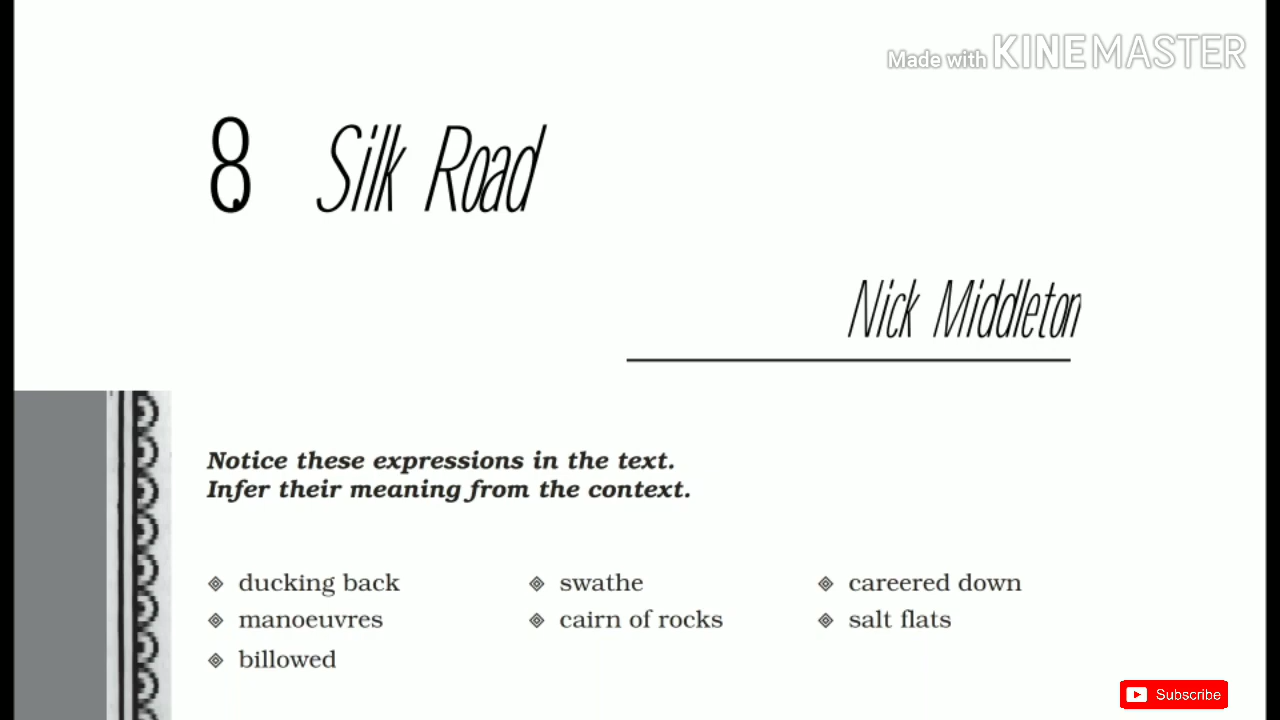 Made with KINEMASTER
8 Silk Road
Nick Middleton
Notice these expressions in the text.
Infer their meaning from the context.
ducking back swathe careered down
manoeuvres cairn of rocks salt flats
billowed
Subscribe